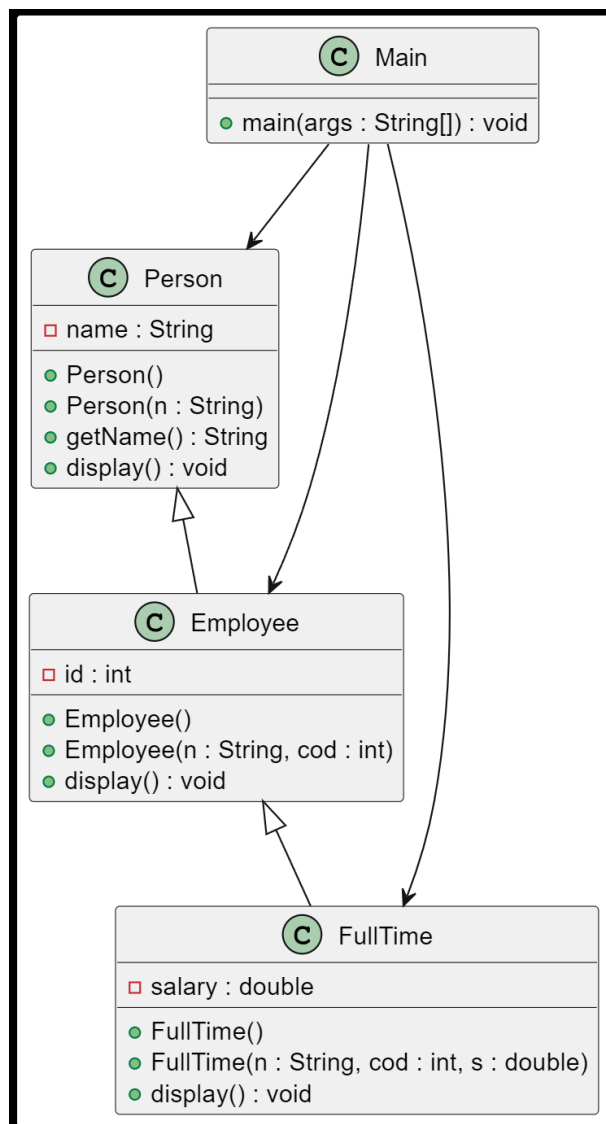 C Main
main(args : String[]) : void
C Person
name : String
Person()
Person(n : String)
getName() : String
display() : void
C Employee
id : int
Employee()
Employee(n : String, cod : int)
display() : void
C FullTime
salary : double
FullTime()
FullTime(n : String, cod : int, s : double)
display() : void